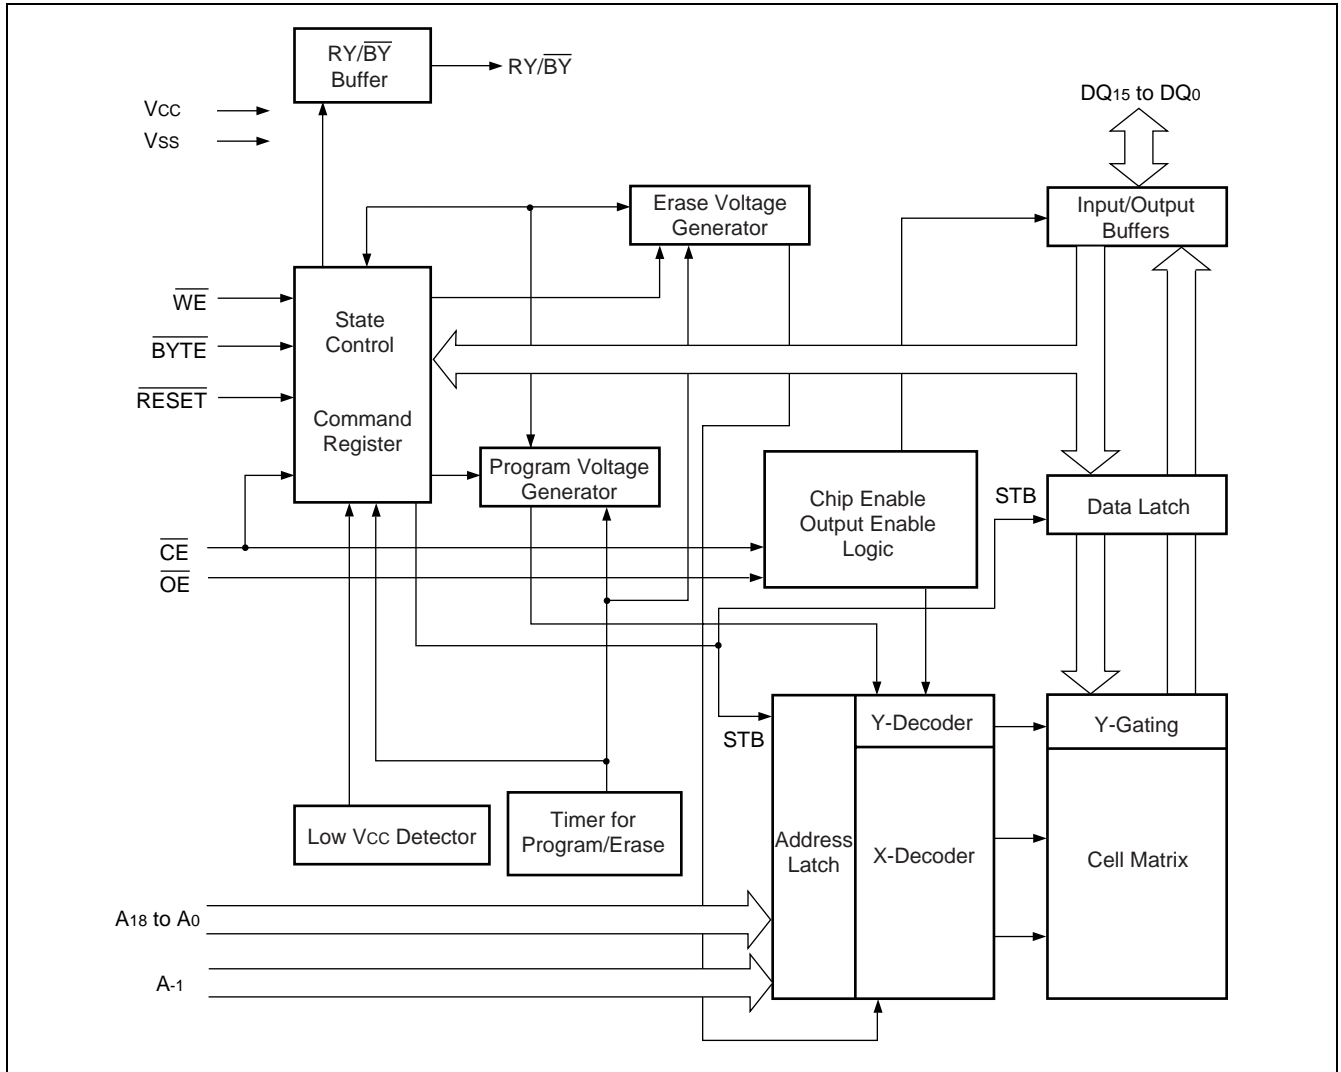 RY/BY
Buffer
RY/BY
Vcc
Vss
DQ15 to DQ0
Erase Voltage
Generator
Input/Output
Buffers
WE
BYTE
RESET
State
Control
Command
Register
Program Voltage
Generator
Chip Enable
Output Enable
Logic
STB
Data Latch
CE
OE
STB
Y-Decoder
Y-Gating
Low Vcc Detector
Timer for
Program/Erase
Address
Latch
X-Decoder
Cell Matrix
A18 to A0
A-1